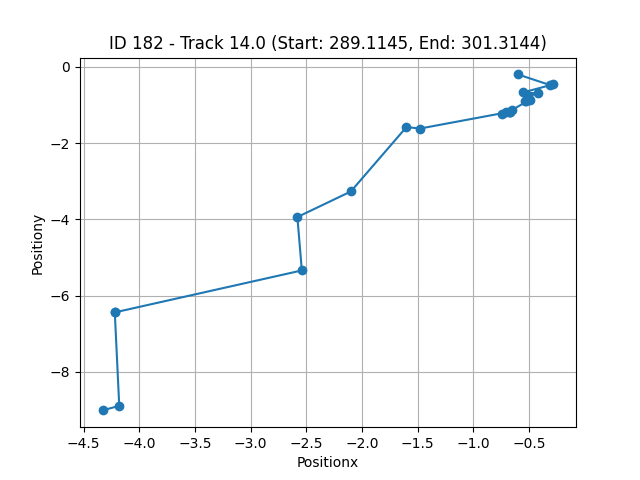 ID 182 - Track 14.0 (Start: 289.1145, End: 301.3144)
Positiony
0
−2
−4
−6
−8
−4.5 −4.0 −3.5 −3.0 −2.5 −2.0 −1.5 −1.0 −0.5
Positionx